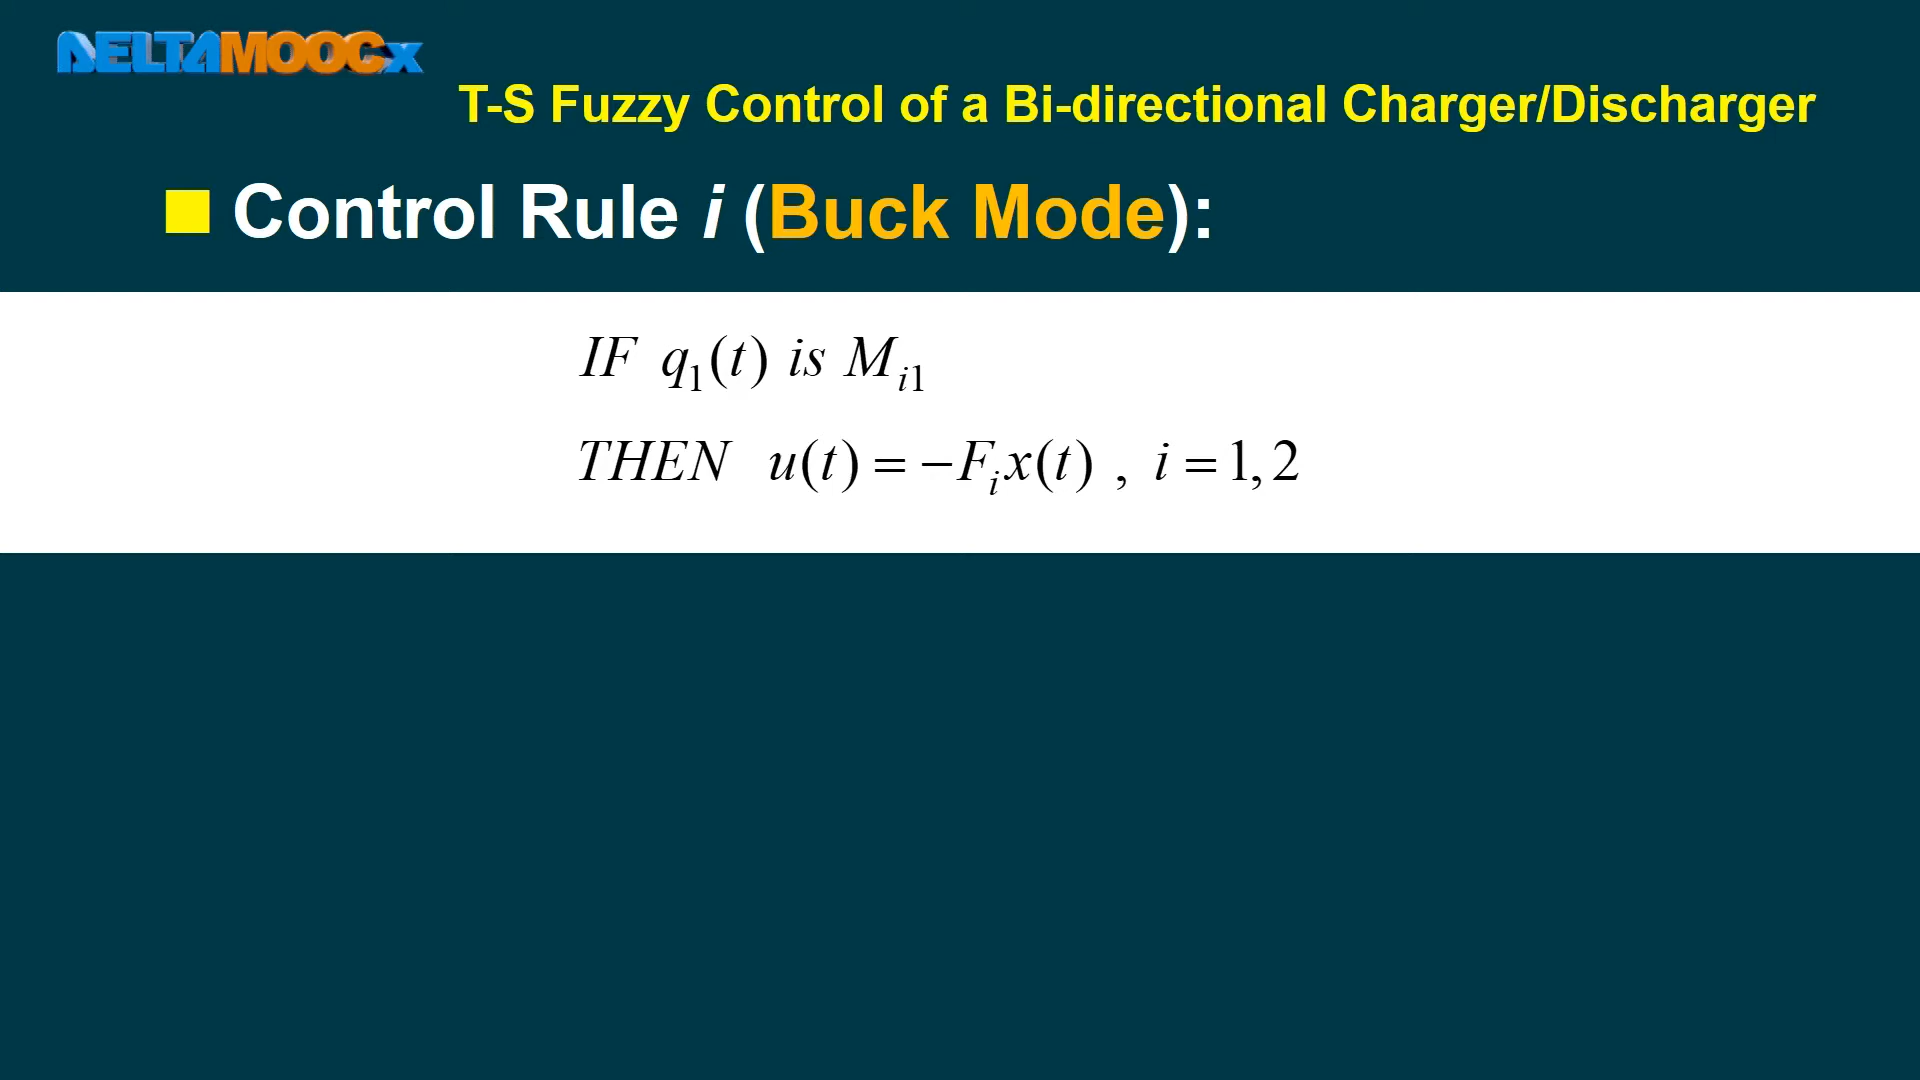 DELTAMOOCx
T-S Fuzzy Control of a Bi-directional Charger/Discharger
Control Rule i (Buck Mode):
IF q₁(t) is Mᵢ₁
THEN u(t) = −Fᵢx(t) , i = 1, 2